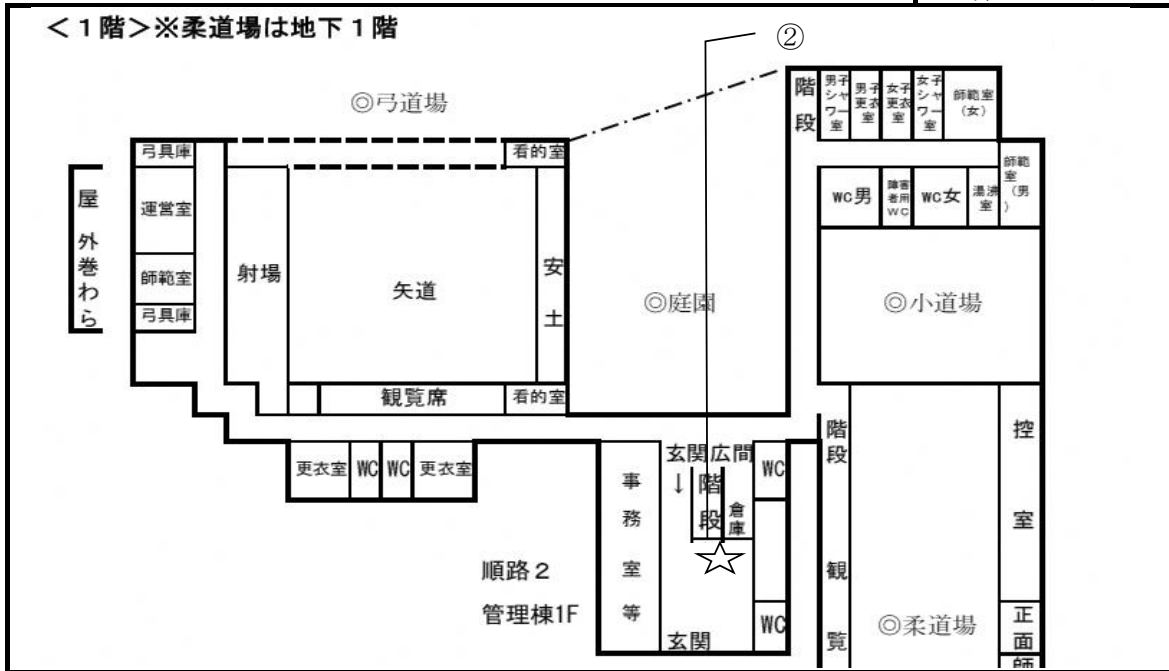 ＜１階＞※柔道場は地下１階
②
◎弓道場
階段
男子シャワー室
男子更衣室
女子更衣室
女子シャワー室
師範室（女）
弓具庫
看的室
師範室（男）
屋外巻わら
運営室
WC男
障害者用WC
WC女
湯沸室
師範室
射場
矢道
安土
◎庭園
◎小道場
弓具庫
観覧席
看的室
階段
控室
更衣室
WC
WC
更衣室
事務室等
玄関広間
↓
階段
倉庫
WC
☆
順路２
管理棟1F
観覧
◎柔道場
正面
師
玄関
WC